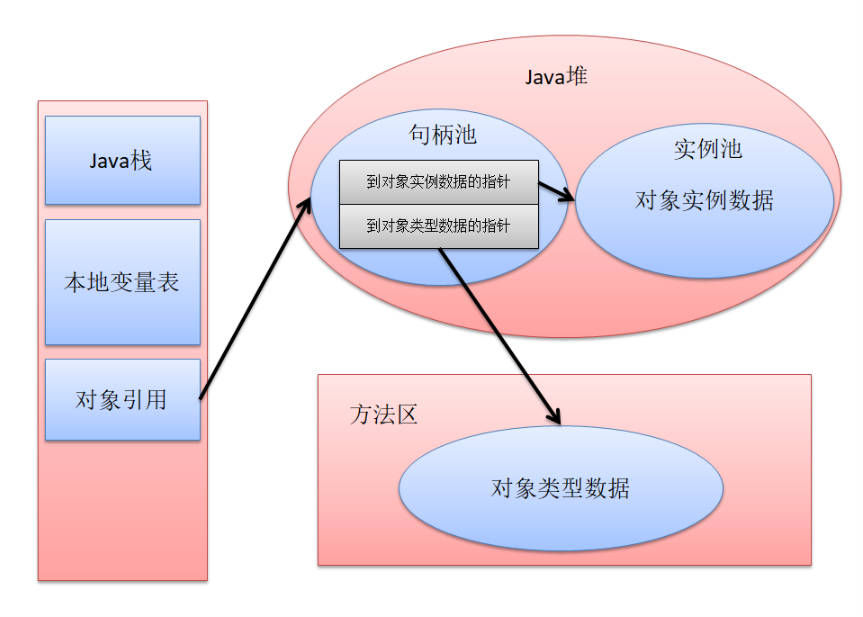 Java栈
本地变量表
对象引用
Java堆
句柄池
到对象实例数据的指针
到对象类型数据的指针
实例池
对象实例数据
方法区
对象类型数据